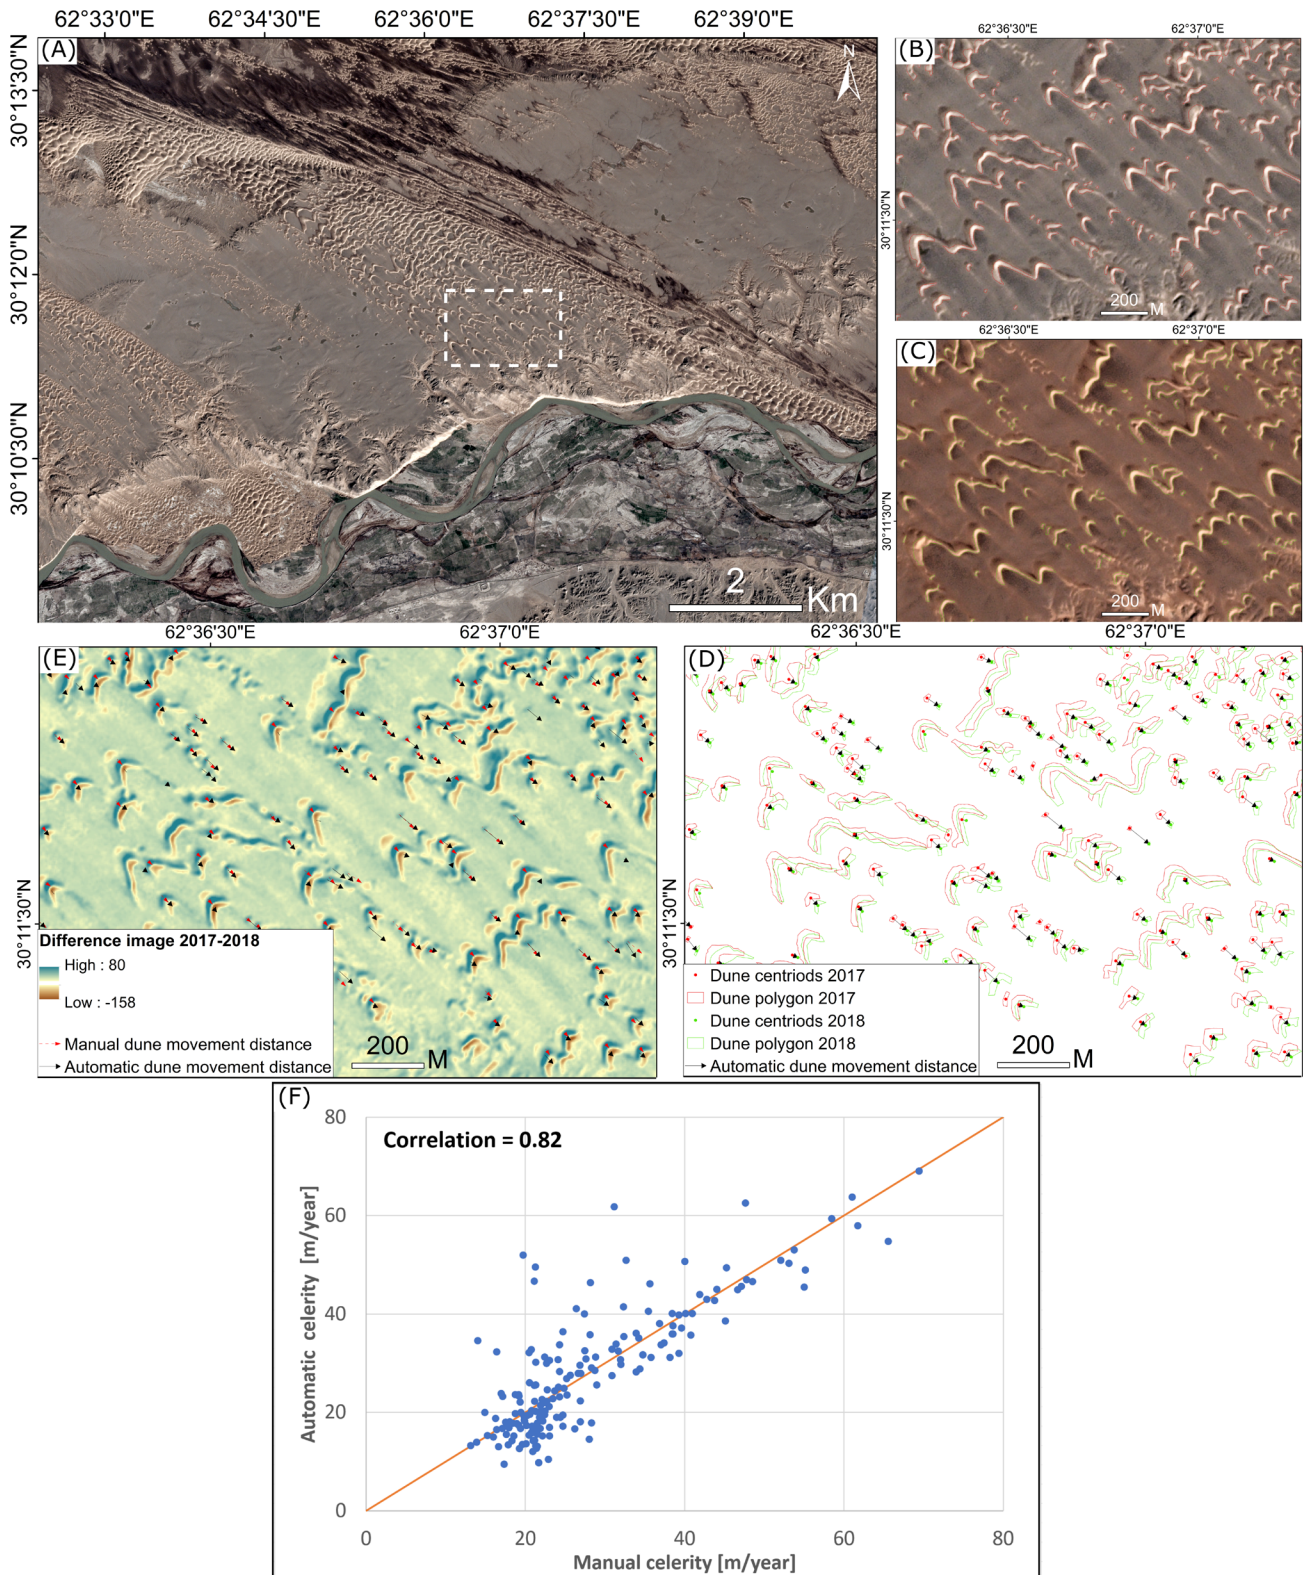 62°33'0"E 62°34'30"E 62°36'0"E 62°37'30"E 62°39'0"E
(A)
N
30°13'30"N
30°12'0"N
30°10'30"N
2 Km
62°36'30"E 62°37'0"E
(B)
30°11'30"N
200 M
62°36'30"E 62°37'0"E
(C)
30°11'30"N
200 M
62°36'30"E 62°37'0"E
(E)
30°11'30"N
Difference image 2017-2018
High : 80
Low : -158
Manual dune movement distance
Automatic dune movement distance
200 M
62°36'30"E 62°37'0"E
(D)
30°11'30"N
Dune centriods 2017
Dune polygon 2017
Dune centriods 2018
Dune polygon 2018
Automatic dune movement distance
200 M
(F)
Correlation = 0.82
Automatic celerity [m/year]
80
60
40
20
0
0 20 40 60 80
Manual celerity [m/year]